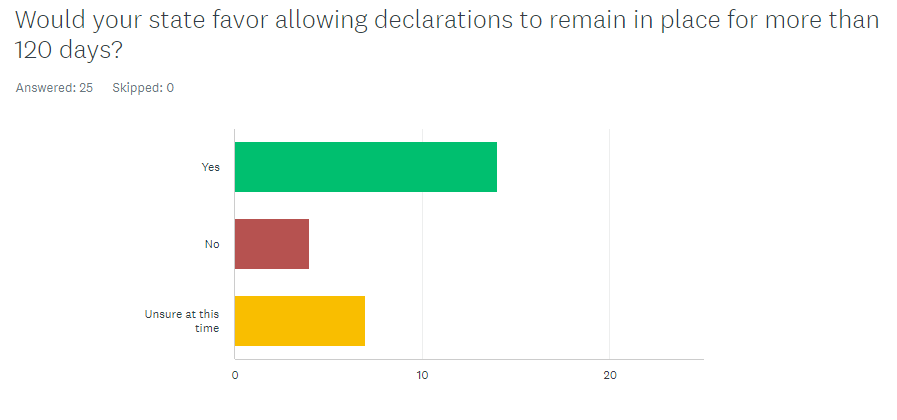 Would your state favor allowing declarations to remain in place for more than
120 days?
Answered: 25 Skipped: 0
Yes
No
Unsure at this
time
0 10 20